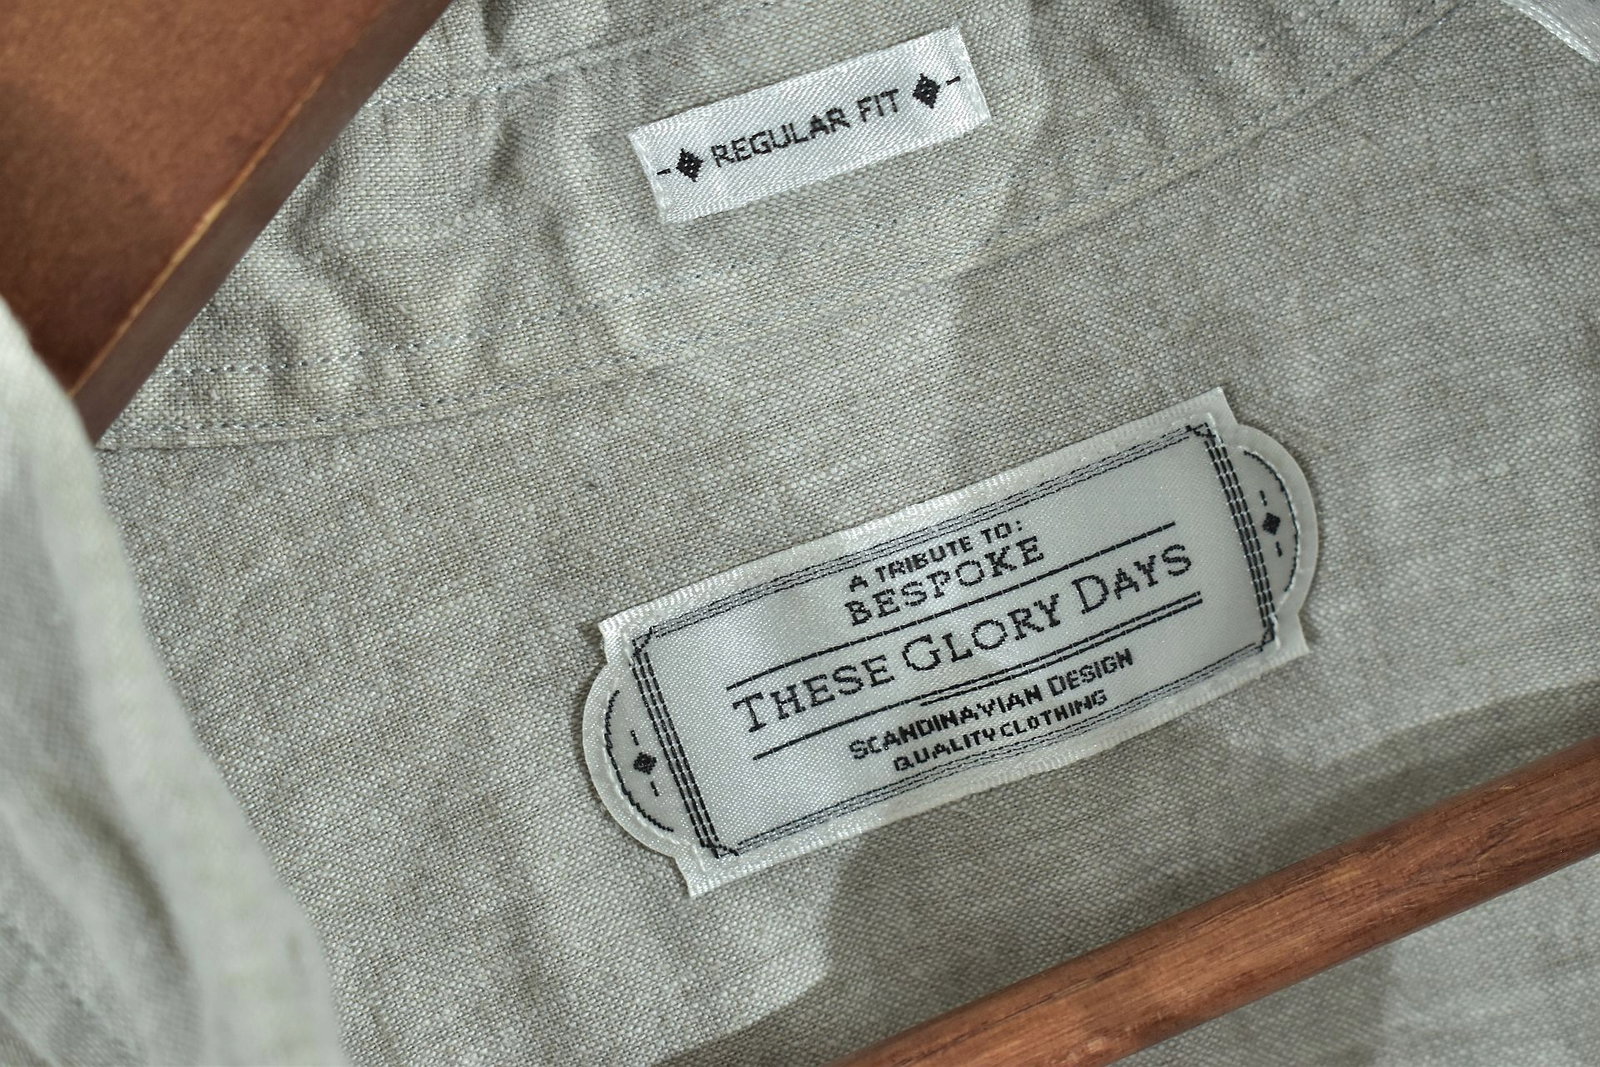 REGULAR FIT
A TRIBUTE TO:
BESPOKE
THESE GLORY DAYS
SCANDINAVIAN DESIGN
QUALITY CLOTHING